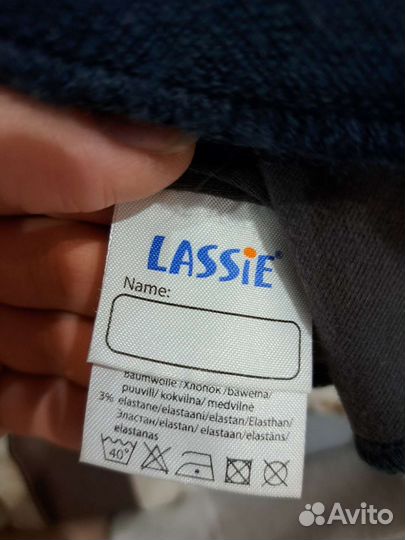 LASSiE®
Name:
Baumwolle /Хлопок /bawełna/
puuvill/ kokvilna/ medvilnė
3% elastane/elastaani/elastan/Elasthan/
Эластан/ elastan/ elastaan/ elastāns/
elastanas
40°
Avito